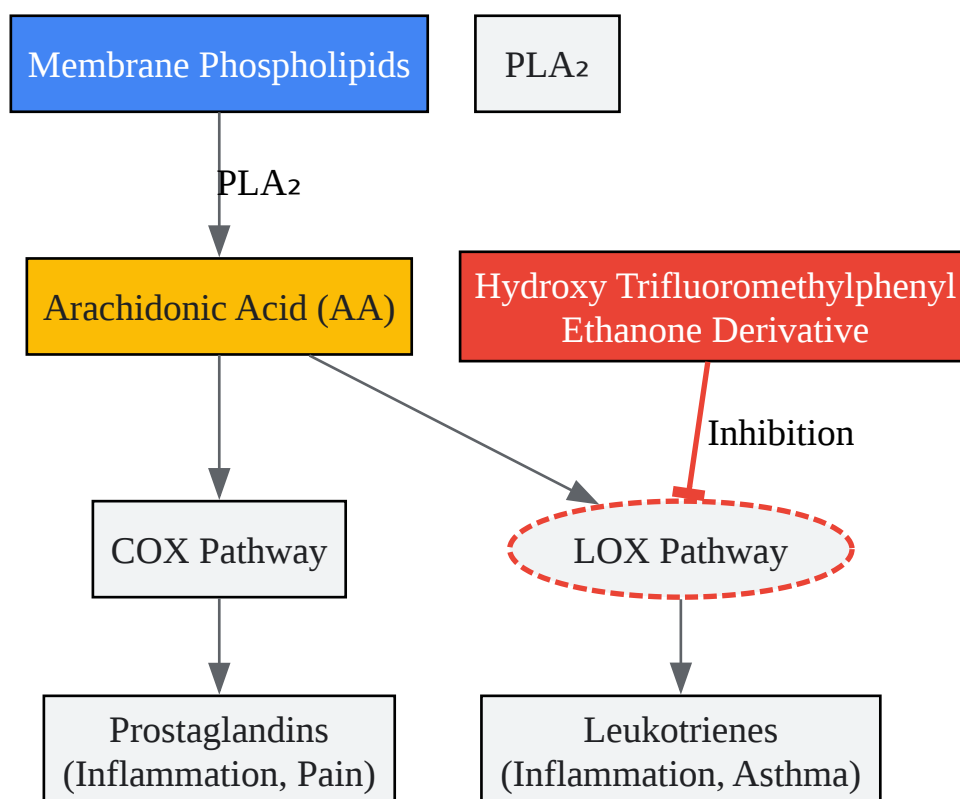 Membrane Phospholipids
PLA₂
PLA₂
Arachidonic Acid (AA)
Hydroxy Trifluoromethylphenyl
Ethanone Derivative
Inhibition
COX Pathway
LOX Pathway
Prostaglandins
(Inflammation, Pain)
Leukotrienes
(Inflammation, Asthma)